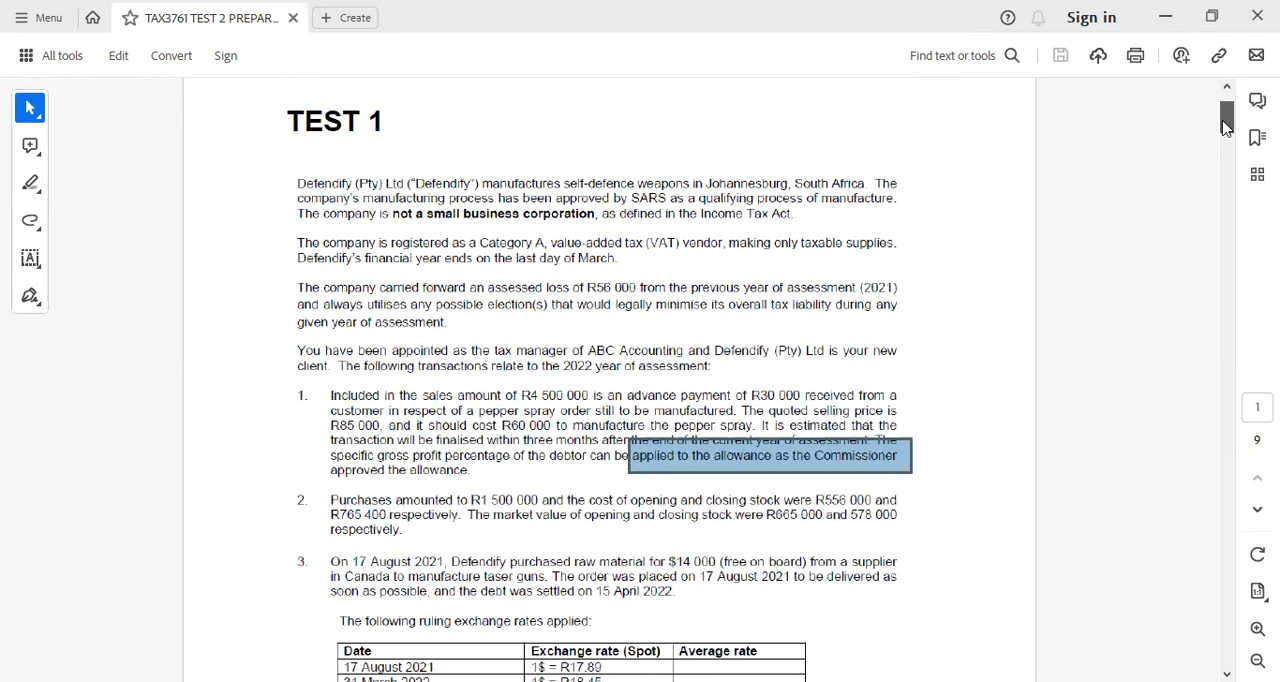 Menu
TAX3761 TEST 2 PREPAR...
Create
Sign in
All tools
Edit
Convert
Sign
Find text or tools
TEST 1
Defendify (Pty) Ltd ("Defendify") manufactures self-defence weapons in Johannesburg, South Africa. The
company's manufacturing process has been approved by SARS as a qualifying process of manufacture.
The company is not a small business corporation, as defined in the Income Tax Act.
The company is registered as a Category A, value-added tax (VAT) vendor, making only taxable supplies.
Defendify's financial year ends on the last day of March.
The company carried forward an assessed loss of R56 000 from the previous year of assessment (2021)
and always utilises any possible election(s) that would legally minimise its overall tax liability during any
given year of assessment.
You have been appointed as the tax manager of ABC Accounting and Defendify (Pty) Ltd is your new
client. The following transactions relate to the 2022 year of assessment:
1. Included in the sales amount of R4 500 000 is an advance payment of R30 000 received from a
customer in respect of a pepper spray order still to be manufactured. The quoted selling price is
R85 000, and it should cost R60 000 to manufacture the pepper spray. It is estimated that the
transaction will be finalised within three months after the end of the current year of assessment. The
specific gross profit percentage of the debtor can be applied to the allowance as the Commissioner
approved the allowance.
2. Purchases amounted to R1 500 000 and the cost of opening and closing stock were R556 000 and
R765 400 respectively. The market value of opening and closing stock were R665 000 and 578 000
respectively.
3. On 17 August 2021, Defendify purchased raw material for $14 000 (free on board) from a supplier
in Canada to manufacture taser guns. The order was placed on 17 August 2021 to be delivered as
soon as possible, and the debt was settled on 15 April 2022.
The following ruling exchange rates applied:
Date Exchange rate (Spot) Average rate
17 August 2021 1$ = R17.89
31 March 2022 1$ = R18.45
1
9